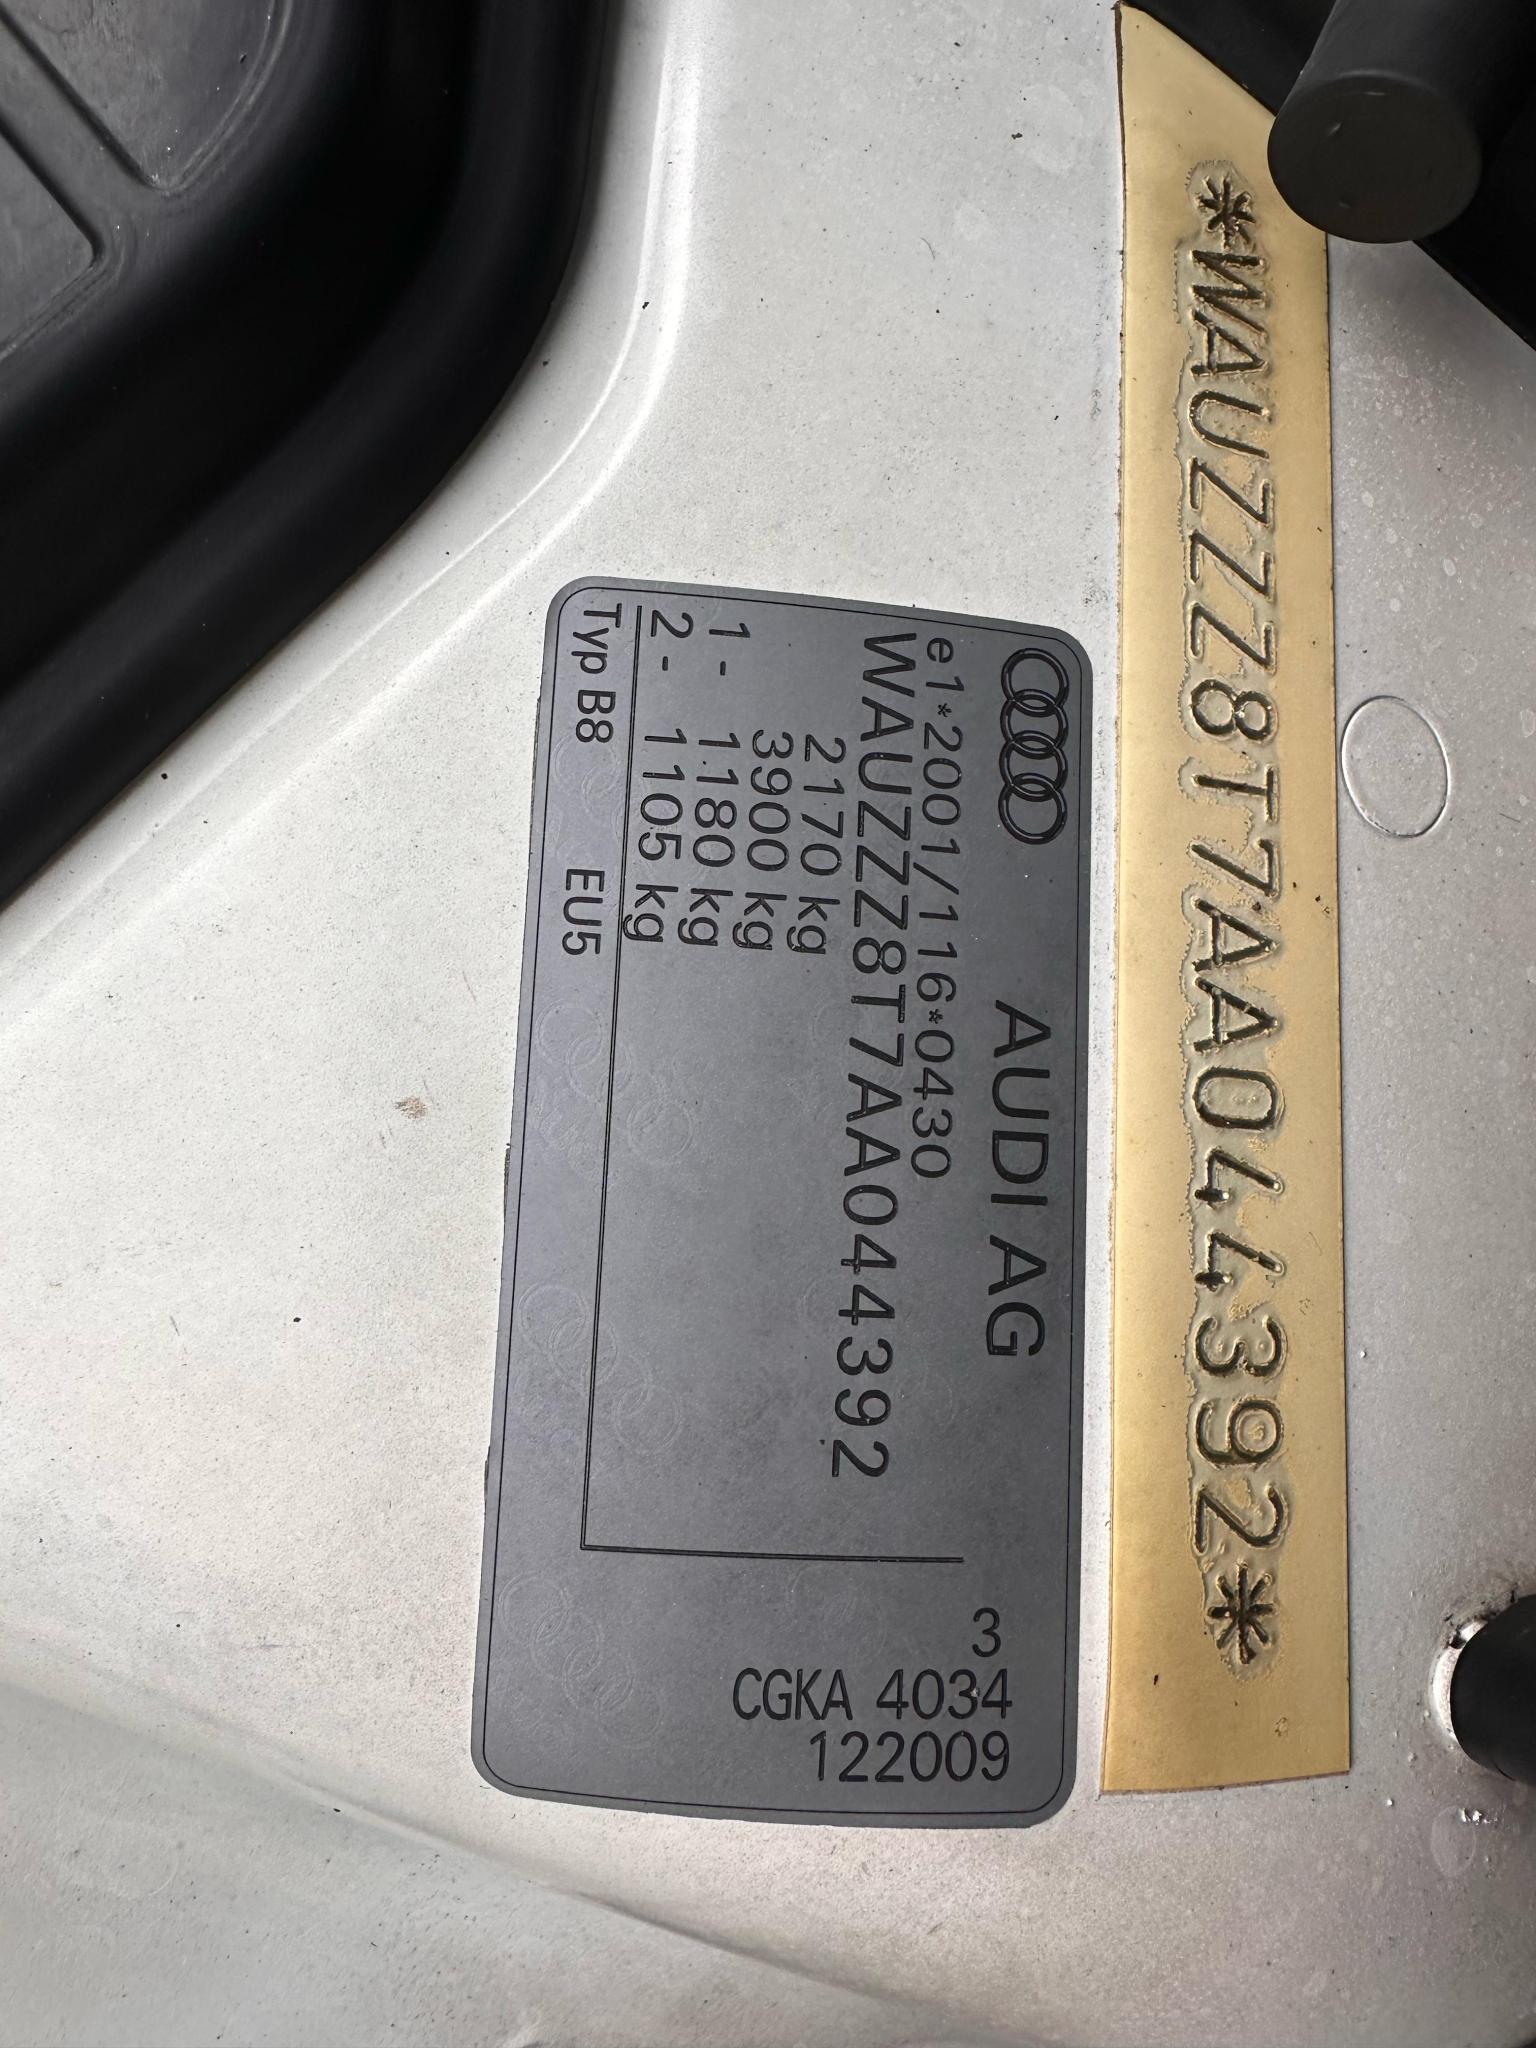 *WAUZZZ8T7AA044392*
AUDI AG
e1*2001/116*0430
WAUZZZ8T7AA044392
2170 kg
3900 kg
1- 1180 kg
2- 1105 kg
Typ B8 EU5
3
CGKA 4034
122009